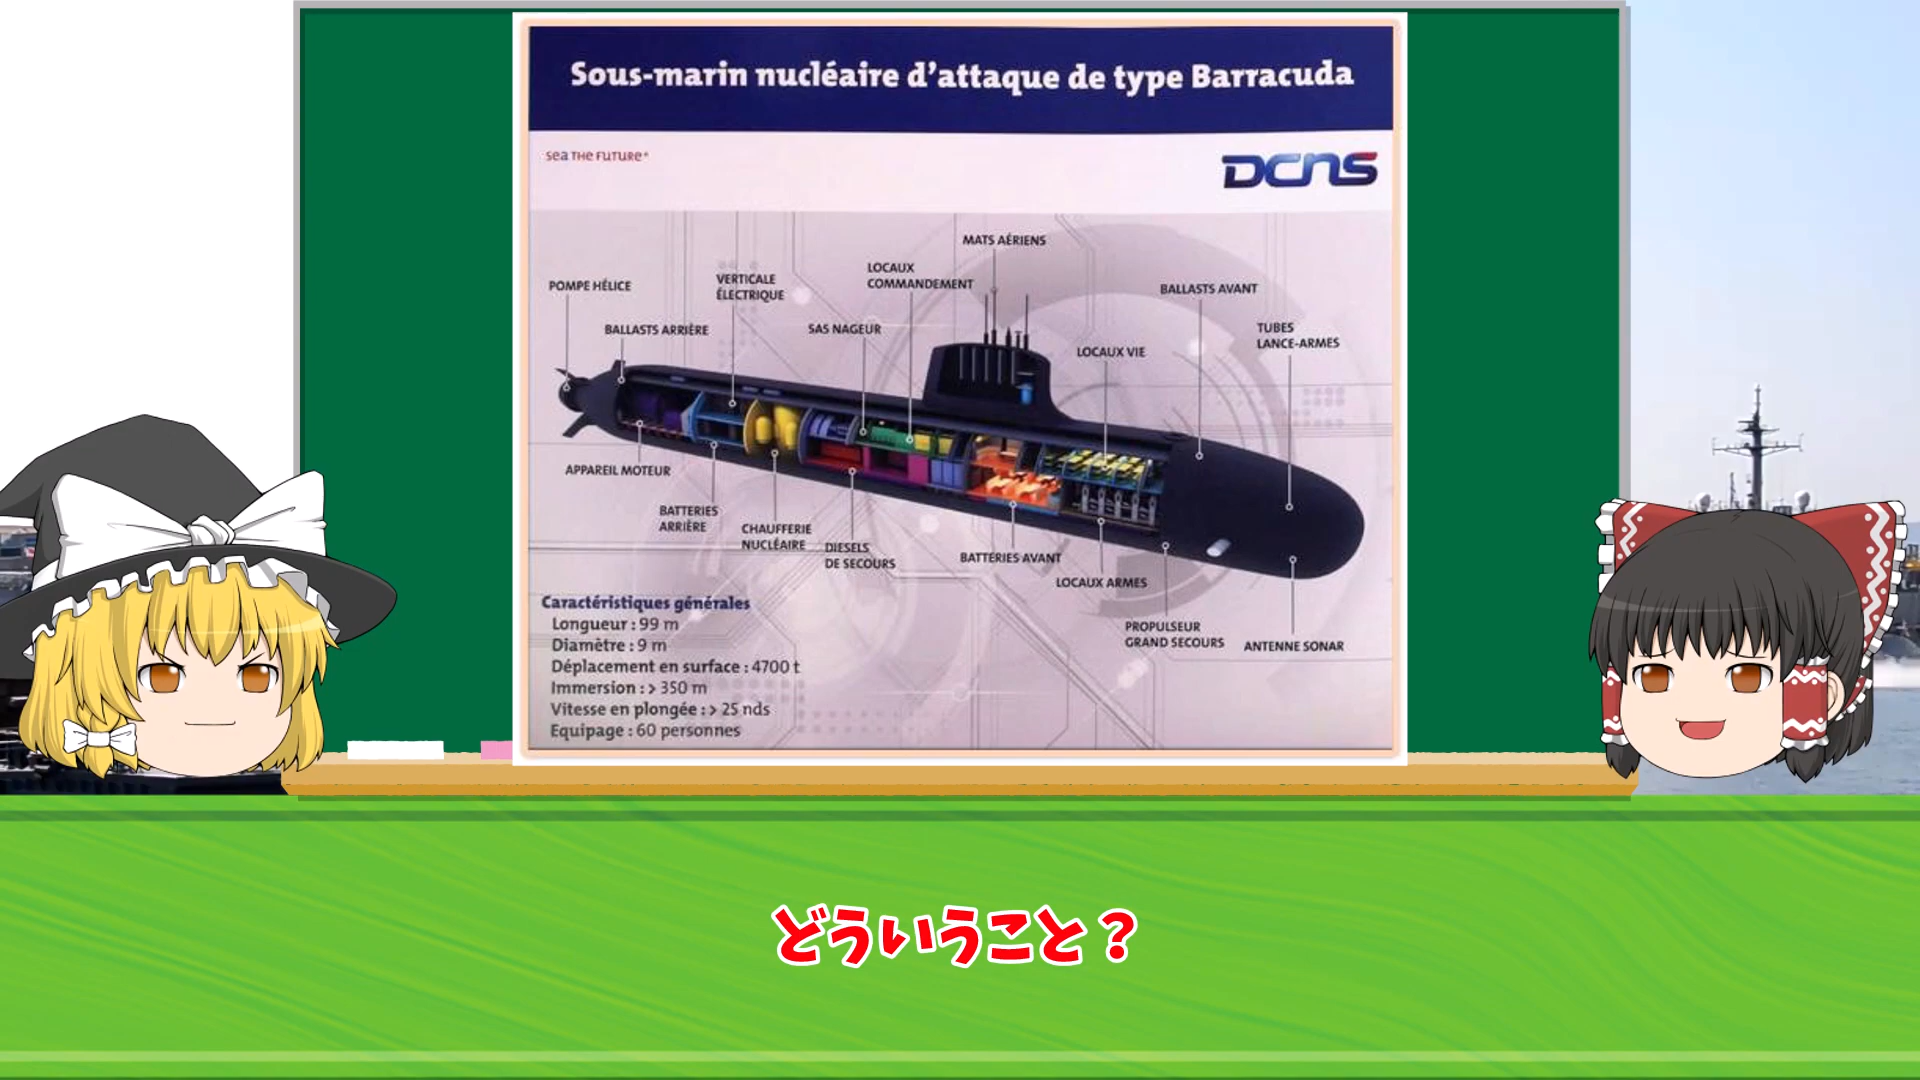 Sous-marin nucléaire d'attaque de type Barracuda
sea THE FUTURE*
DCNS
MATS AÉRIENS
LOCAUX
COMMANDEMENT
VERTICALE
ÉLECTRIQUE
POMPE HÉLICE
BALLASTS AVANT
BALLASTS ARRIÈRE
SAS NAGEUR
TUBES
LANCE-ARMES
LOCAUX VIE
APPAREIL MOTEUR
BATTERIES
ARRIÈRE
CHAUFFERIE
NUCLÉAIRE
DIESELS
DE SECOURS
BATTERIES AVANT
LOCAUX ARMES
PROPULSEUR
GRAND SECOURS
ANTENNE SONAR
Caractéristiques générales
Longueur : 99 m
Diamètre : 9 m
Déplacement en surface : 4700 t
Immersion : > 350 m
Vitesse en plongée : > 25 nds
Equipage : 60 personnes
どういうこと？